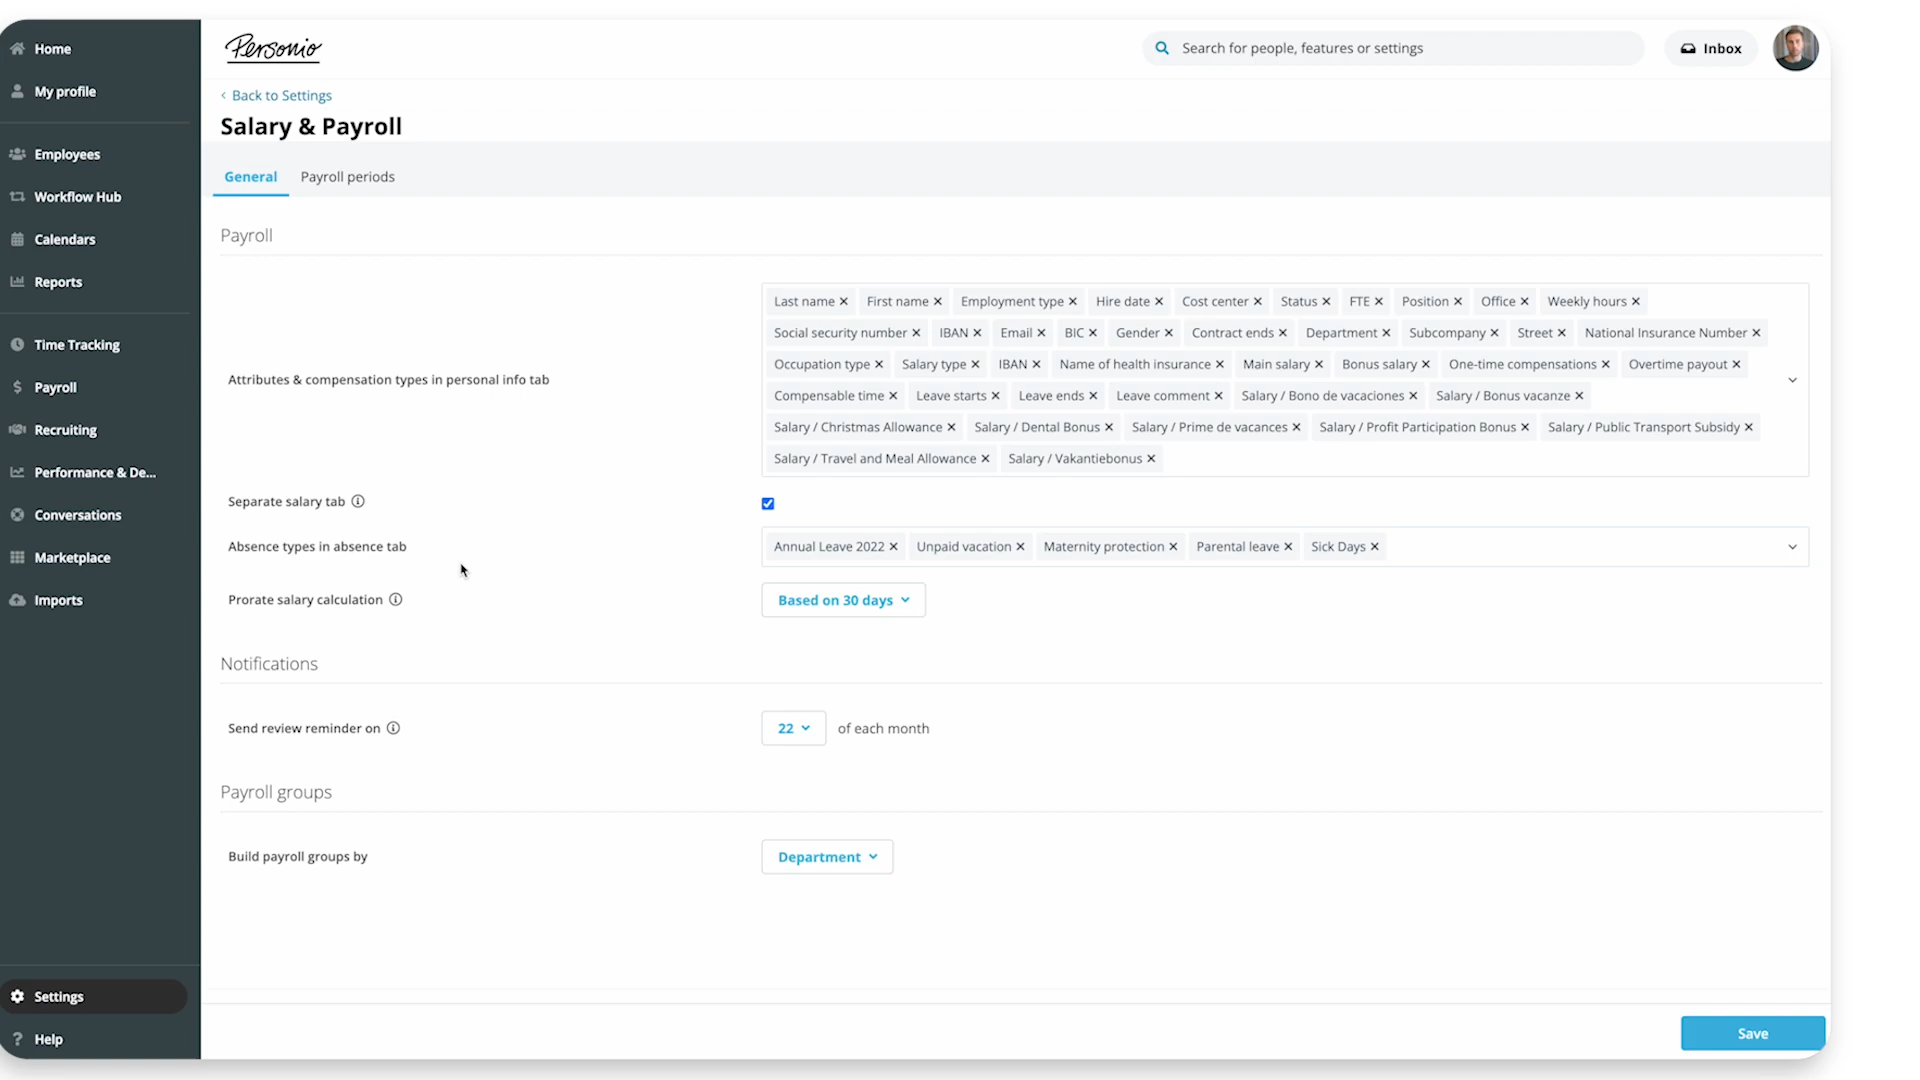 Home
My profile
Employees
Workflow Hub
Calendars
Reports
Time Tracking
Payroll
Recruiting
Performance & De...
Conversations
Marketplace
Imports
Settings
Help
Personio
Search for people, features or settings
Inbox
Back to Settings
Salary & Payroll
General Payroll periods
Payroll
Attributes & compensation types in personal info tab
Last name First name Employment type Hire date Cost center Status FTE Position Office Weekly hours
Social security number IBAN Email BIC Gender Contract ends Department Subcompany Street National Insurance Number
Occupation type Salary type IBAN Name of health insurance Main salary Bonus salary One-time compensations Overtime payout
Compensable time Leave starts Leave ends Leave comment Salary / Bono de vacaciones Salary / Bonus vacanze
Salary / Christmas Allowance Salary / Dental Bonus Salary / Prime de vacances Salary / Profit Participation Bonus Salary / Public Transport Subsidy
Salary / Travel and Meal Allowance Salary / Vakantiebonus
Separate salary tab
Absence types in absence tab
Annual Leave 2022 Unpaid vacation Maternity protection Parental leave Sick Days
Prorate salary calculation
Based on 30 days
Notifications
Send review reminder on
22 of each month
Payroll groups
Build payroll groups by
Department
Save